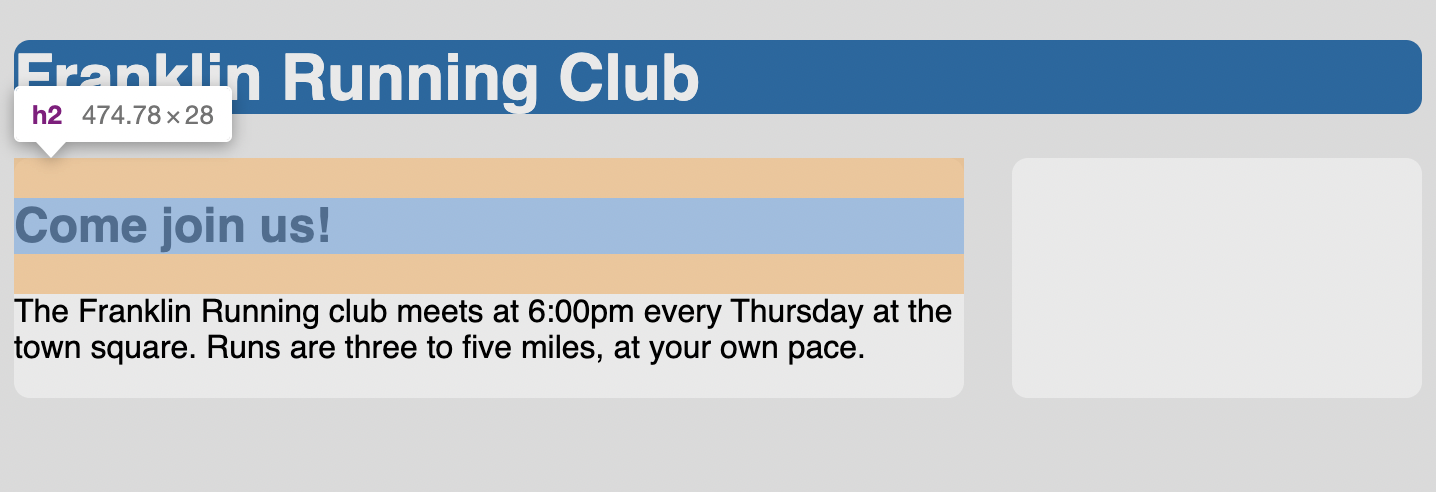 Franklin Running Club
h2 474.78×28
Come join us!
The Franklin Running club meets at 6:00pm every Thursday at the
town square. Runs are three to five miles, at your own pace.